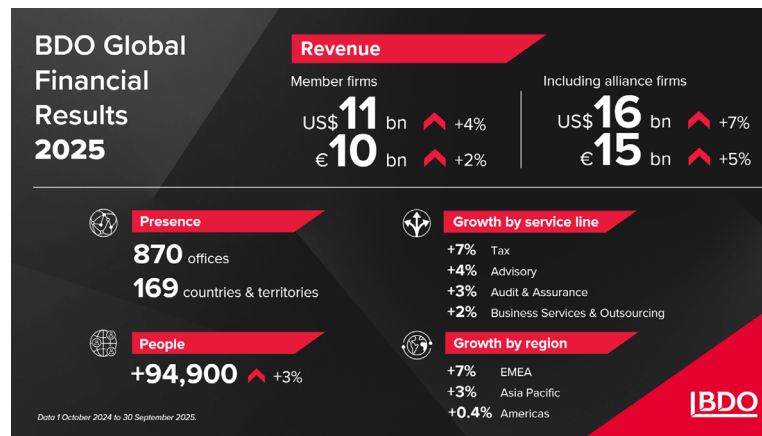 BDO Global
Financial
Results
2025
Revenue
Member firms
US$11 bn +4%
€10 bn +2%
Including alliance firms
US$16 bn +7%
€15 bn +5%
Presence
870 offices
169 countries & territories
People
+94,900 +3%
Growth by service line
+7% Tax
+4% Advisory
+3% Audit & Assurance
+2% Business Services & Outsourcing
Growth by region
+7% EMEA
+3% Asia Pacific
+0.4% Americas
Data 1 October 2024 to 30 September 2025.
BDO